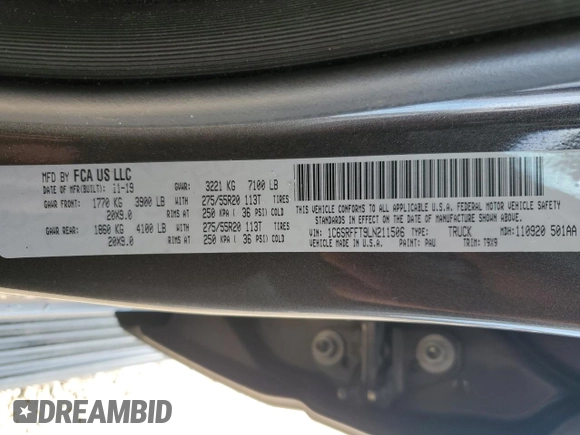 MFD BY FCA US LLC
DATE OF MFR(BUILT): 11-19 GVWR: 3221 KG 7100 LB
GAWR FRONT: 1770 KG 3900 LB 275/55R20 113T TIRES
20X9.0 RIMS AT 250 KPA ( 36 PSI) COLD
GAWR REAR: 1860 KG 4100 LB 275/55R20 113T TIRES
20X9.0 RIMS AT 250 KPA ( 36 PSI) COLD
THIS VEHICLE CONFORMS TO ALL APPLICABLE U.S.A. FEDERAL MOTOR VEHICLE SAFETY
STANDARDS IN EFFECT ON THE DATE OF MANUFACTURE SHOWN ABOVE.
VIN: 1C6SRFFT9LN211506 TYPE: TRUCK MDH: 110920 501AA
VEHICLE MADE IN U.S.A. PAINT: PAU TRIM: T9X9
DREAMBID